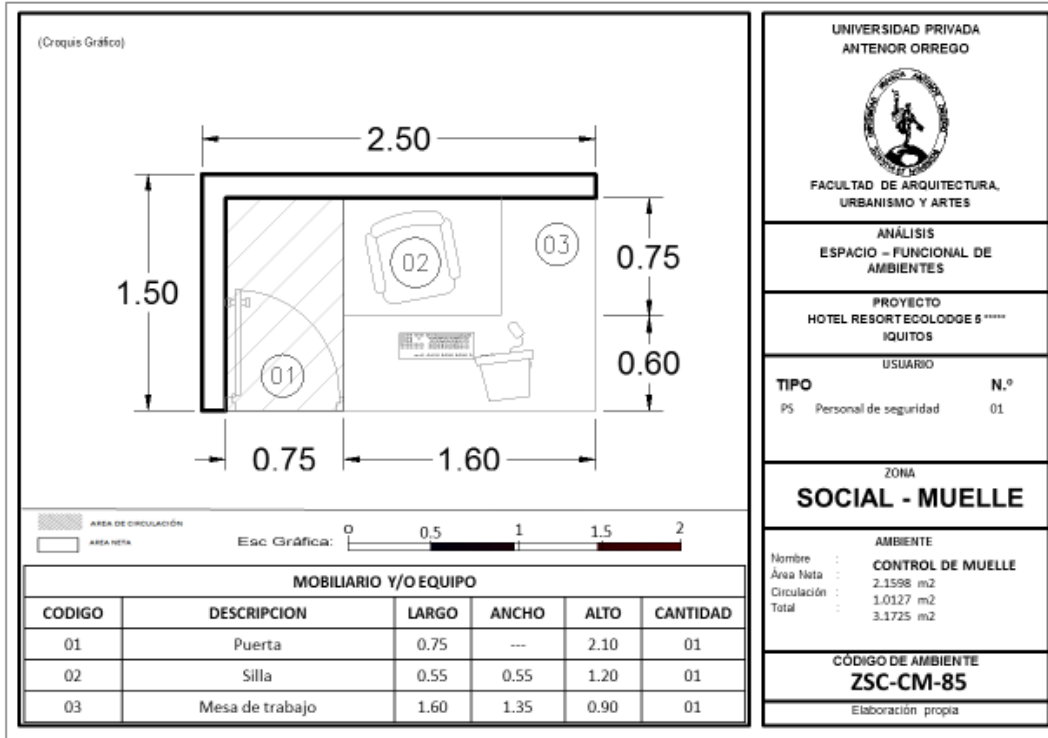 (Croquis Gráfico)
2.50
1.50
02
03
0.75
01
0.60
0.75
1.60
AREA DE CIRCULACIÓN
AREA NETA
Esc Gráfica:
0 0.5 1 1.5 2
MOBILIARIO Y/O EQUIPO
CODIGO DESCRIPCION LARGO ANCHO ALTO CANTIDAD
01 Puerta 0.75 --- 2.10 01
02 Silla 0.55 0.55 1.20 01
03 Mesa de trabajo 1.60 1.35 0.90 01
UNIVERSIDAD PRIVADA
ANTENOR ORREGO
FACULTAD DE ARQUITECTURA,
URBANISMO Y ARTES
ANÁLISIS
ESPACIO – FUNCIONAL DE
AMBIENTES
PROYECTO
HOTEL RESORT ECOLODGE 5 *****
IQUITOS
USUARIO
TIPO N.º
PS Personal de seguridad 01
ZONA
SOCIAL - MUELLE
AMBIENTE
Nombre : CONTROL DE MUELLE
Área Neta : 2.1598 m2
Circulación : 1.0127 m2
Total : 3.1725 m2
CÓDIGO DE AMBIENTE
ZSC-CM-85
Elaboración propia